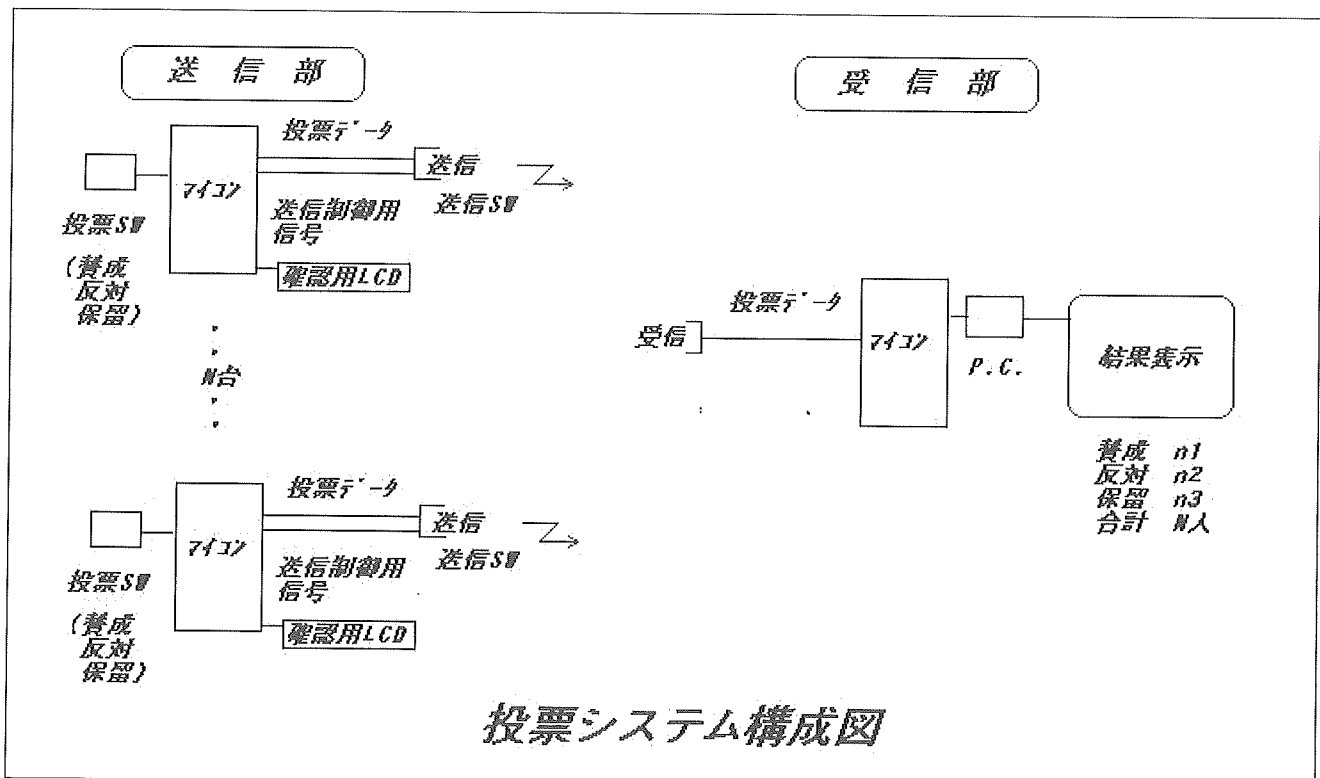 送信部
投票データ
マイコン
送信
投票SW
送信制御用
信号
送信SW
(賛成
反対
保留)
確認用LCD
N台
投票データ
マイコン
送信
投票SW
送信制御用
信号
送信SW
(賛成
反対
保留)
確認用LCD
受信部
投票データ
受信
マイコン
P.C.
結果表示
賛成 n1
反対 n2
保留 n3
合計 N人
投票システム構成図